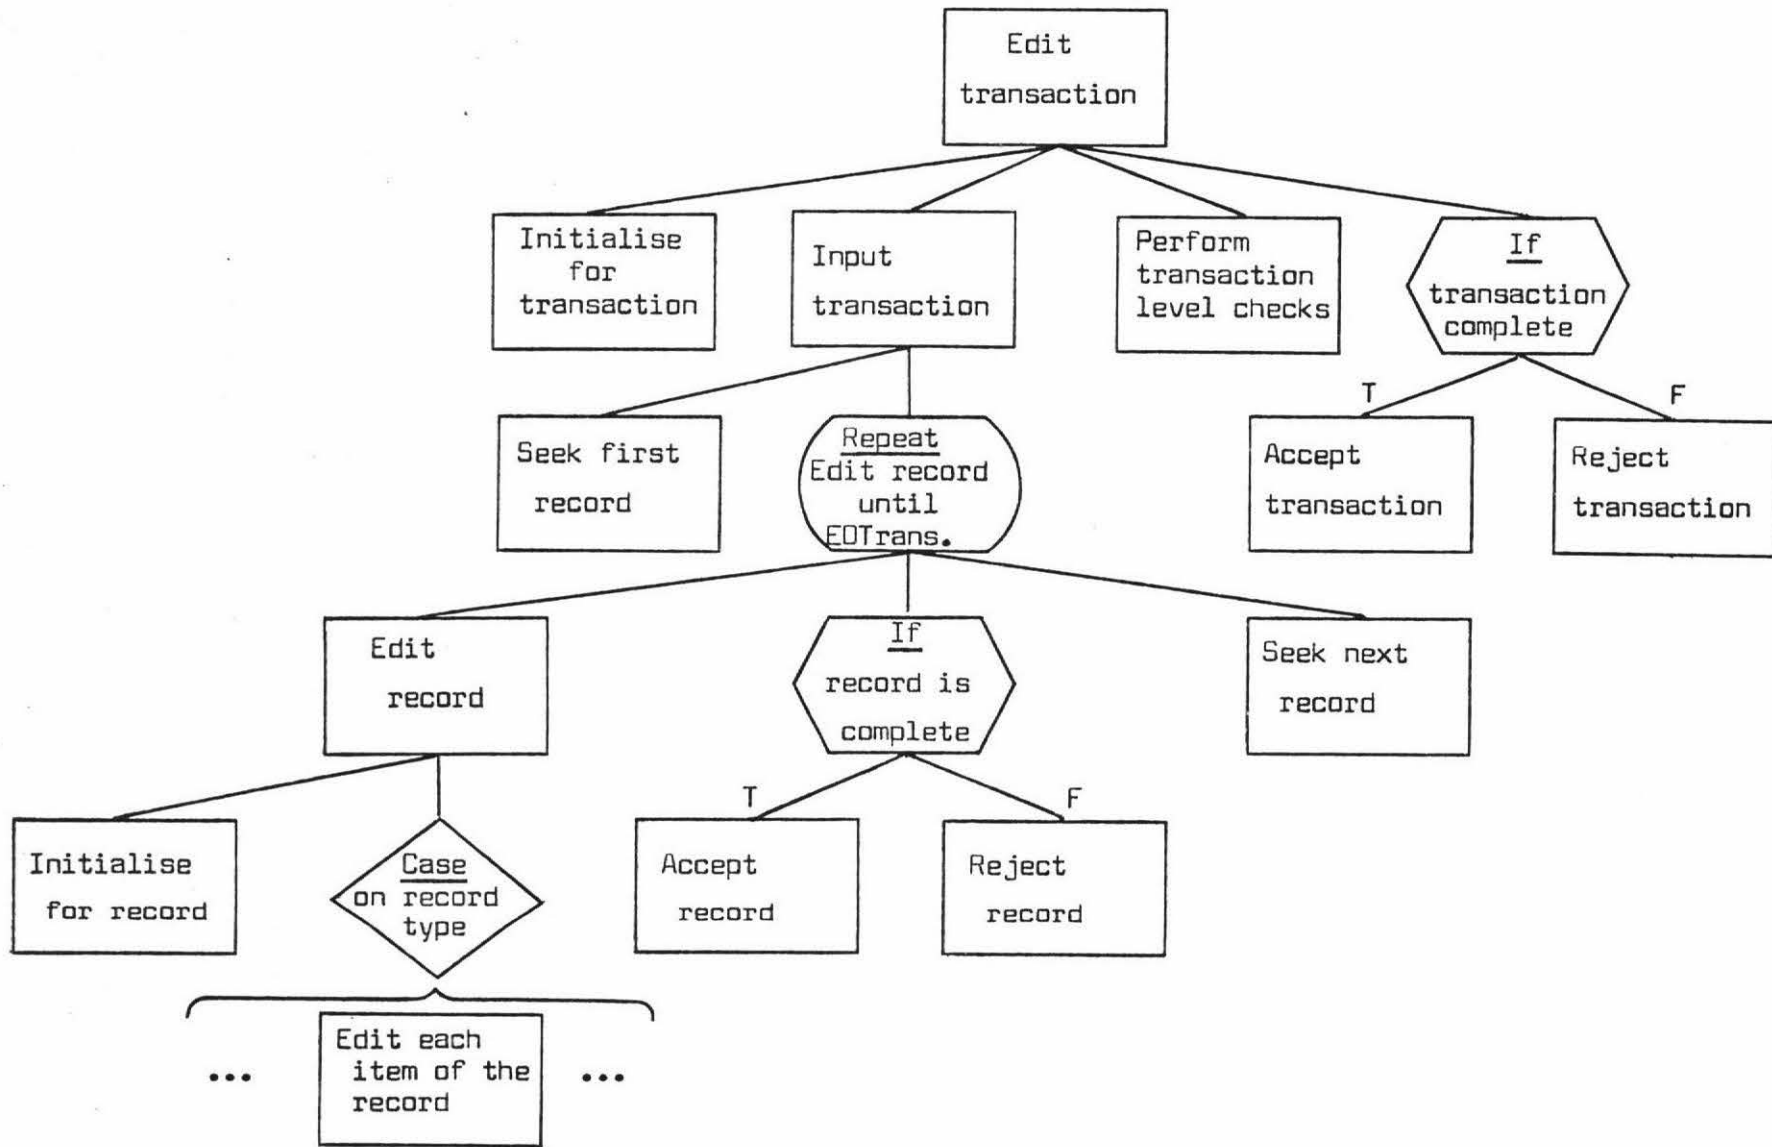 Edit
transaction
Initialise
for
transaction
Input
transaction
Perform
transaction
level checks
If
transaction
complete
T
F
Seek first
record
Repeat
Edit record
until
EOTrans.
Accept
transaction
Reject
transaction
Edit
record
If
record is
complete
Seek next
record
T
F
Initialise
for record
Case
on record
type
Accept
record
Reject
record
Edit each
item of the
record
...
...